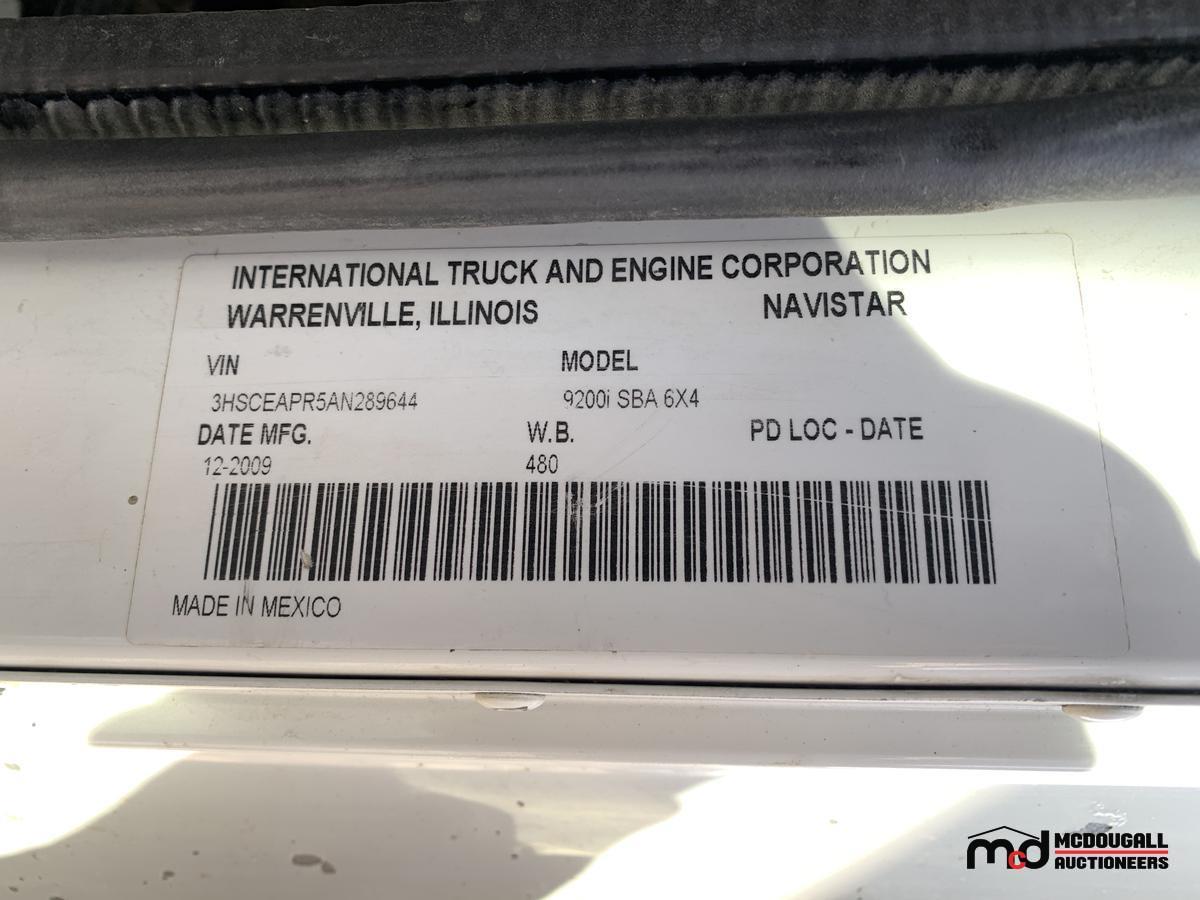 INTERNATIONAL TRUCK AND ENGINE CORPORATION
WARRENVILLE, ILLINOIS NAVISTAR
VIN MODEL
3HSCEAPR5AN289644 9200i SBA 6X4
DATE MFG. W.B. PD LOC - DATE
12-2009 480
MADE IN MEXICO
mcd MCDOUGALL
AUCTIONEERS